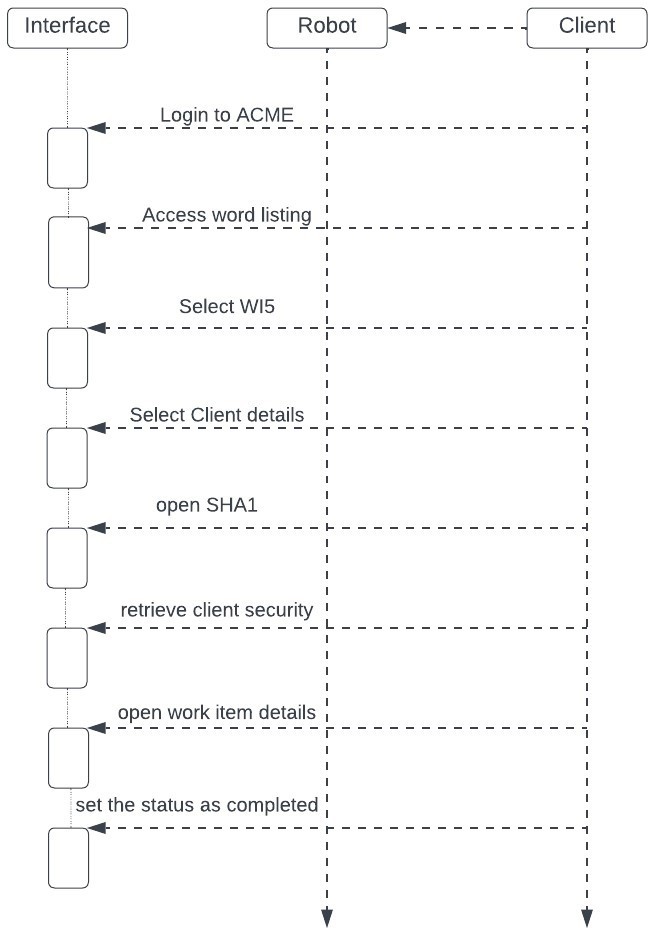 Interface
Robot
Client
Login to ACME
Access word listing
Select WI5
Select Client details
open SHA1
retrieve client security
open work item details
set the status as completed